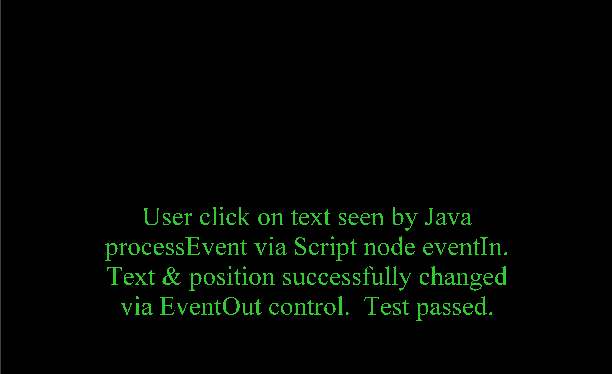 User click on text seen by Java
processEvent via Script node eventIn.
Text & position successfully changed
via EventOut control.  Test passed.